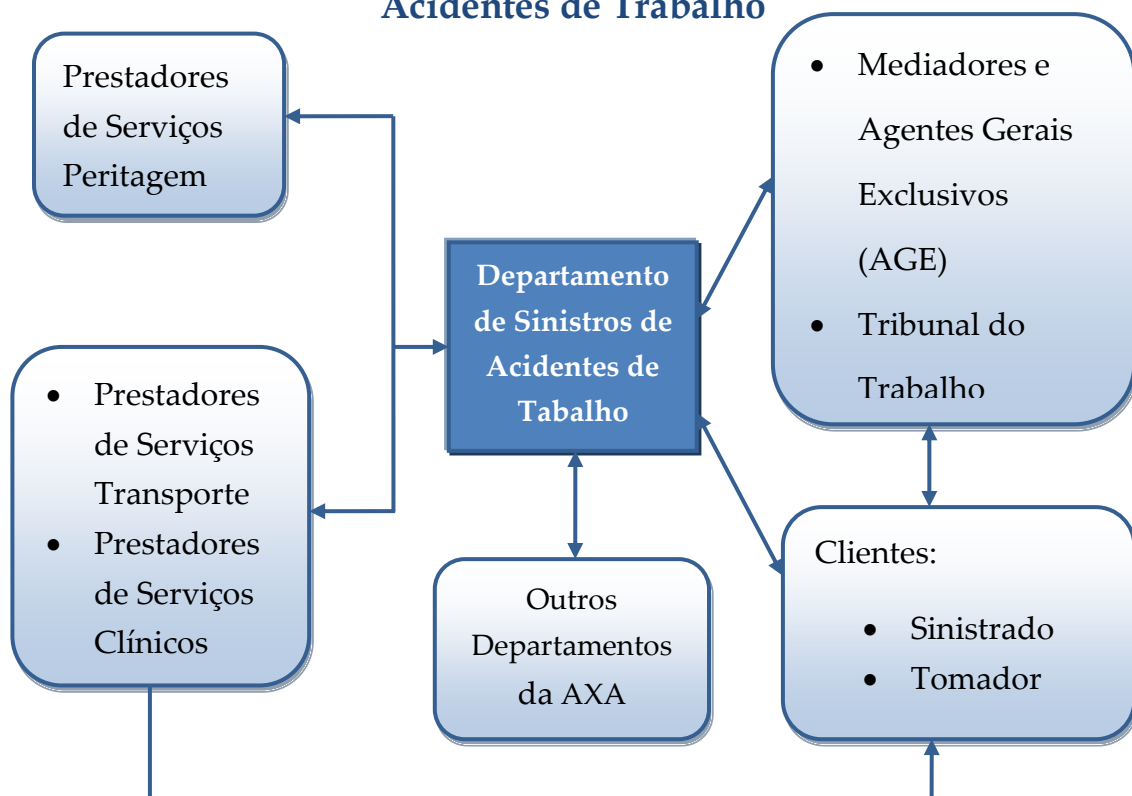 Acidentes de Trabalho
Prestadores
de Serviços
Peritagem
• Mediadores e
Agentes Gerais
Exclusivos
(AGE)
• Tribunal do
Trabalho
Departamento
de Sinistros de
Acidentes de
Tabalho
• Prestadores
de Serviços
Transporte
• Prestadores
de Serviços
Clínicos
Outros
Departamentos
da AXA
Clientes:
• Sinistrado
• Tomador